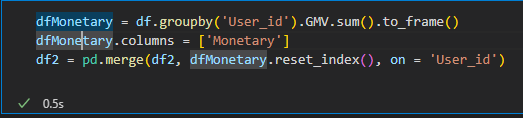 dfMonetary = df.groupby('User_id').GMV.sum().to_frame()
dfMonetary.columns = ['Monetary']
df2 = pd.merge(df2, dfMonetary.reset_index(), on = 'User_id')
✓ 0.5s